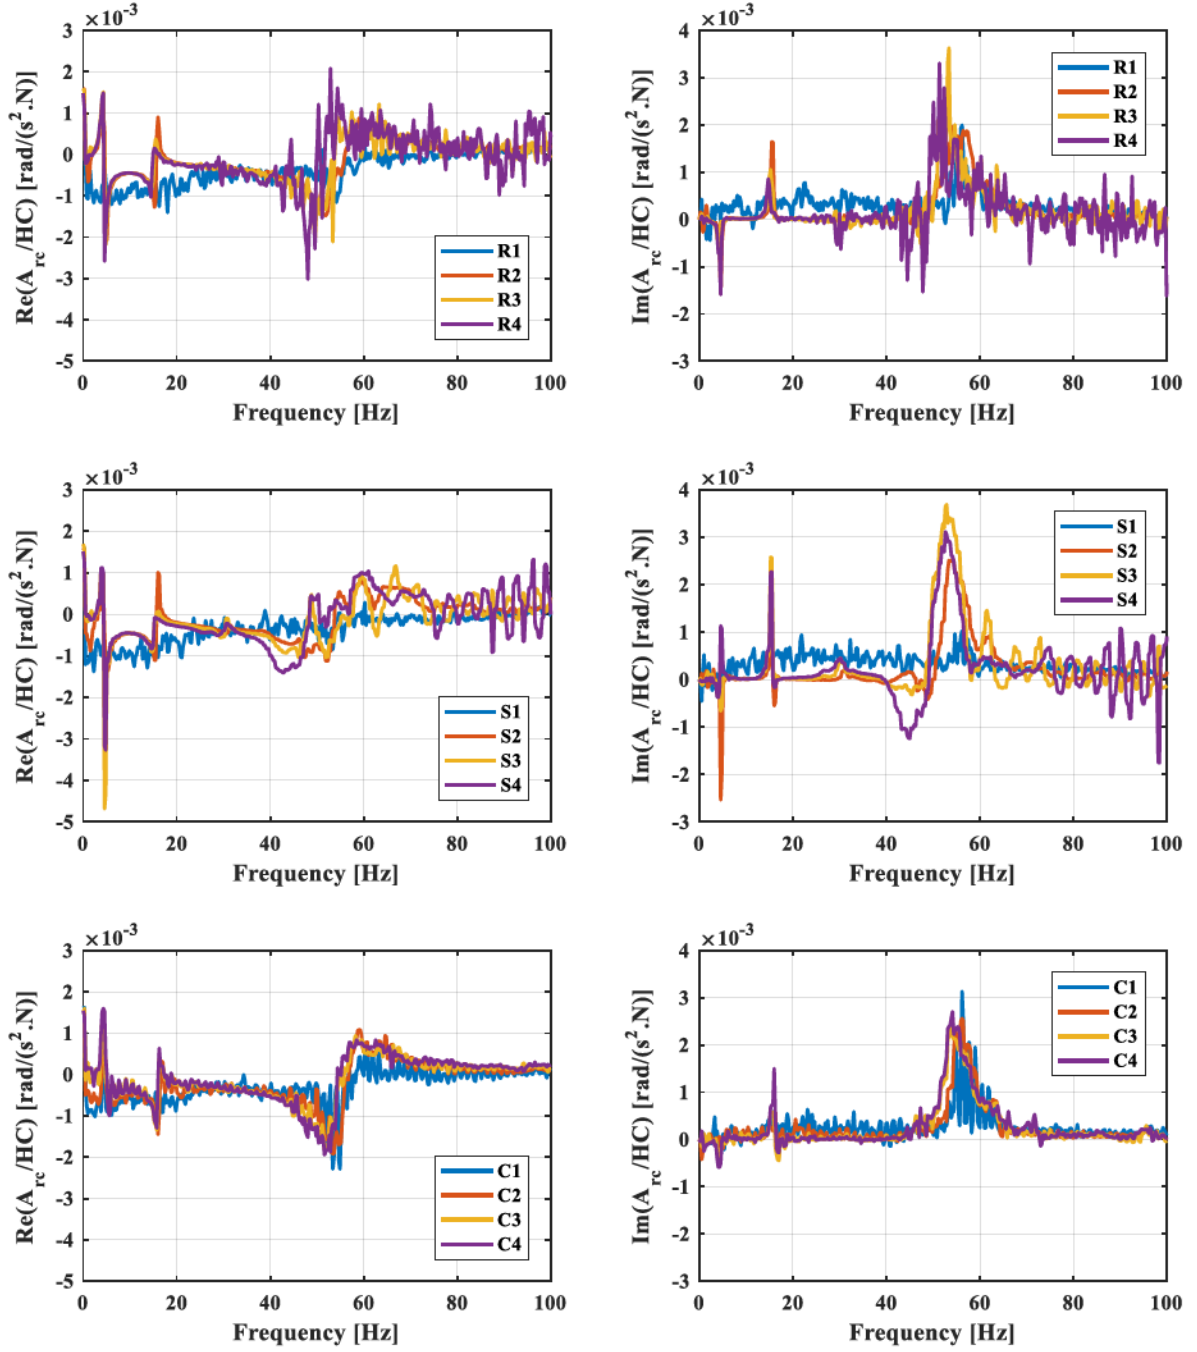 ×10⁻³
3
2
1
0
-1
-2
-3
-4
-5
Re(A_rc/HC) [rad/(s².N)]
R1
R2
R3
R4
0 20 40 60 80 100
Frequency [Hz]
×10⁻³
4
3
2
1
0
-1
-2
-3
Im(A_rc/HC) [rad/(s².N)]
R1
R2
R3
R4
0 20 40 60 80 100
Frequency [Hz]
×10⁻³
3
2
1
0
-1
-2
-3
-4
-5
Re(A_rc/HC) [rad/(s².N)]
S1
S2
S3
S4
0 20 40 60 80 100
Frequency [Hz]
×10⁻³
4
3
2
1
0
-1
-2
-3
Im(A_rc/HC) [rad/(s².N)]
S1
S2
S3
S4
0 20 40 60 80 100
Frequency [Hz]
×10⁻³
3
2
1
0
-1
-2
-3
-4
-5
Re(A_rc/HC) [rad/(s².N)]
C1
C2
C3
C4
0 20 40 60 80 100
Frequency [Hz]
×10⁻³
4
3
2
1
0
-1
-2
-3
Im(A_rc/HC) [rad/(s².N)]
C1
C2
C3
C4
0 20 40 60 80 100
Frequency [Hz]